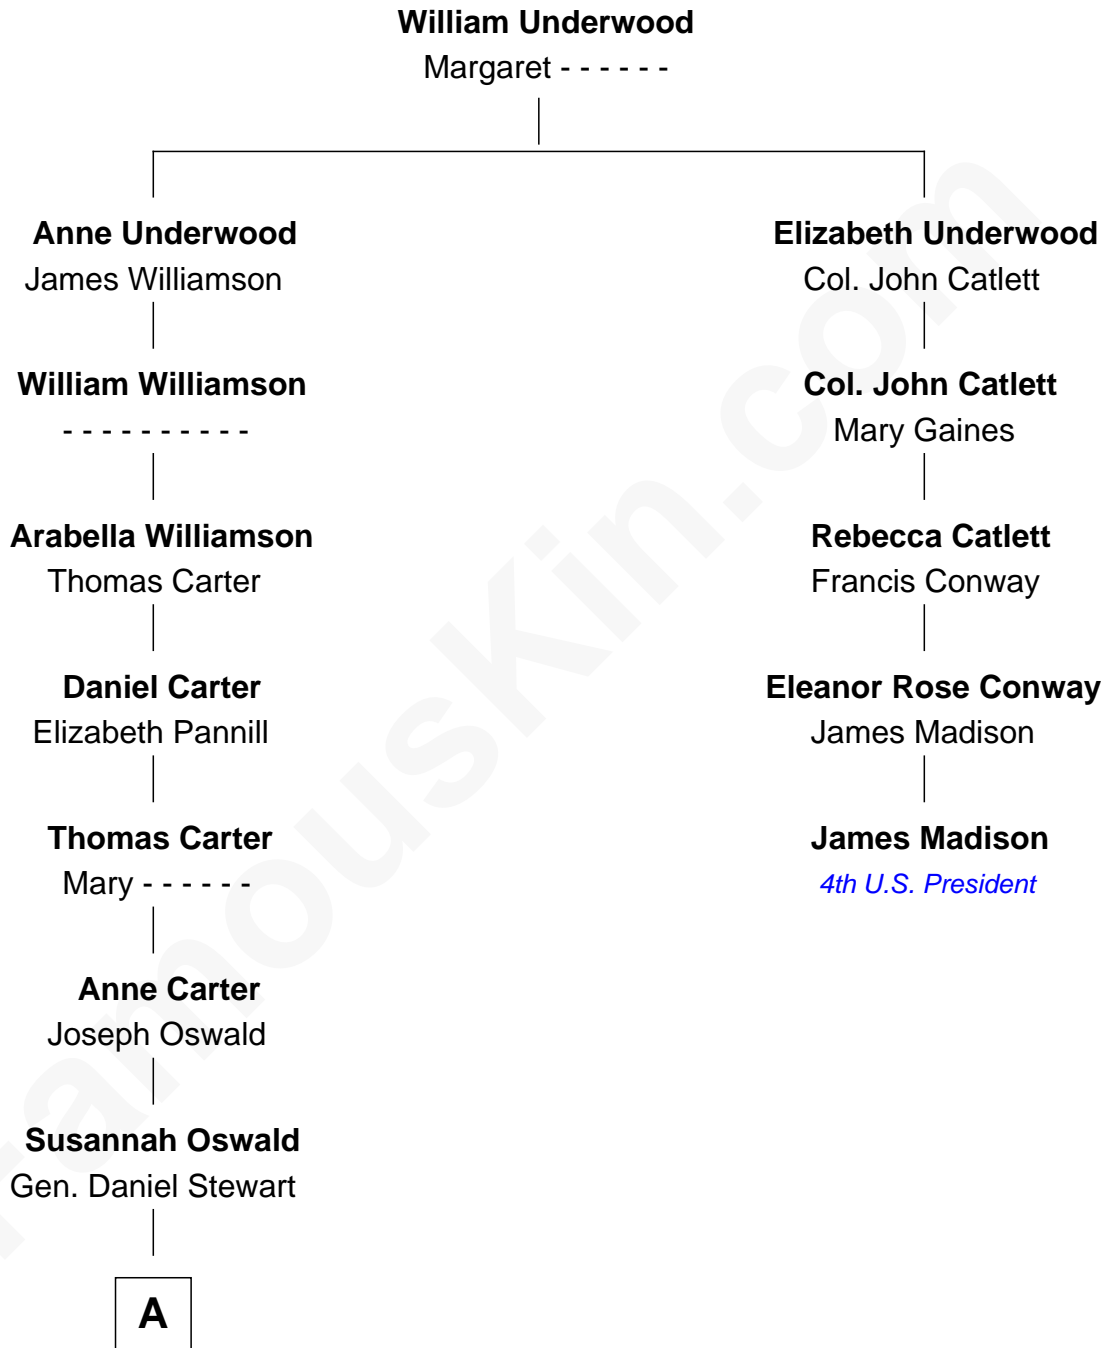 William Underwood
Margaret - - - - - -
Anne Underwood
James Williamson
Elizabeth Underwood
Col. John Catlett
William Williamson
- - - - - - - - - -
Col. John Catlett
Mary Gaines
Arabella Williamson
Thomas Carter
Rebecca Catlett
Francis Conway
Daniel Carter
Elizabeth Pannill
Eleanor Rose Conway
James Madison
Thomas Carter
Mary - - - - - -
James Madison
4th U.S. President
Anne Carter
Joseph Oswald
Susannah Oswald
Gen. Daniel Stewart
A
FamousKin.com